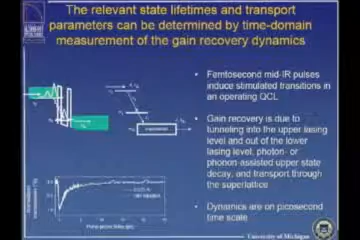 The relevant state lifetimes and transport
parameters can be determined by time-domain
measurement of the gain recovery dynamics
• Femtosecond mid-IR pulses
induce stimulated transitions in
an operating QCL
• Gain recovery is due to
tunneling into the upper lasing
level and out of the lower
lasing level, photon- or
phonon-assisted upper state
decay, and transport through
the superlattice
• Dynamics are on picosecond
time scale
University of Michigan